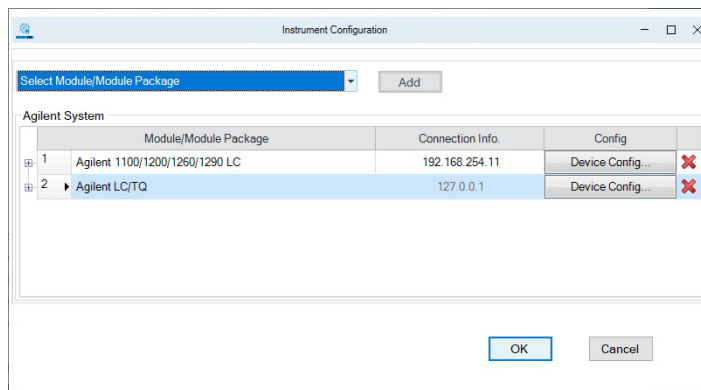 Instrument Configuration
Select Module/Module Package
Add
Agilent System
Module/Module Package Connection Info. Config
1 Agilent 1100/1200/1260/1290 LC 192.168.254.11 Device Config...
2 Agilent LC/TQ 127.0.0.1 Device Config...
OK Cancel